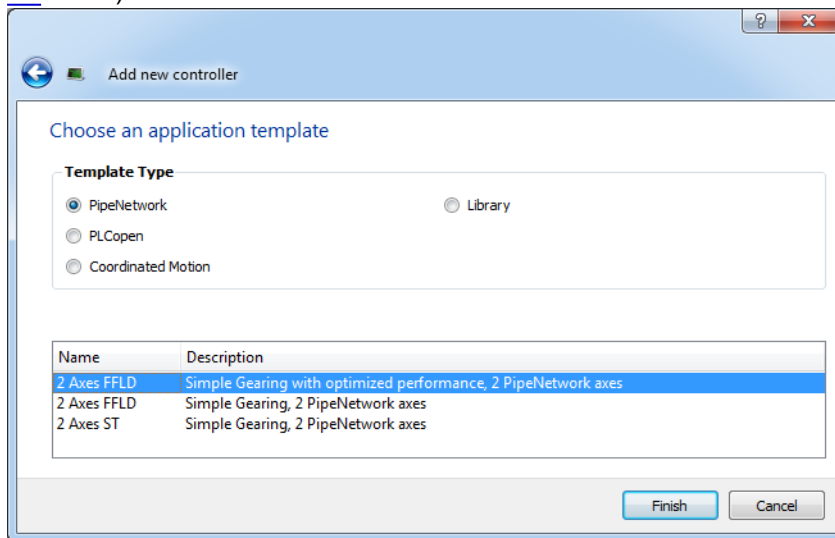 Add new controller
Choose an application template
Template Type
PipeNetwork
Library
PLCopen
Coordinated Motion
Name Description
2 Axes FFLD Simple Gearing with optimized performance, 2 PipeNetwork axes
2 Axes FFLD Simple Gearing, 2 PipeNetwork axes
2 Axes ST Simple Gearing, 2 PipeNetwork axes
Finish Cancel